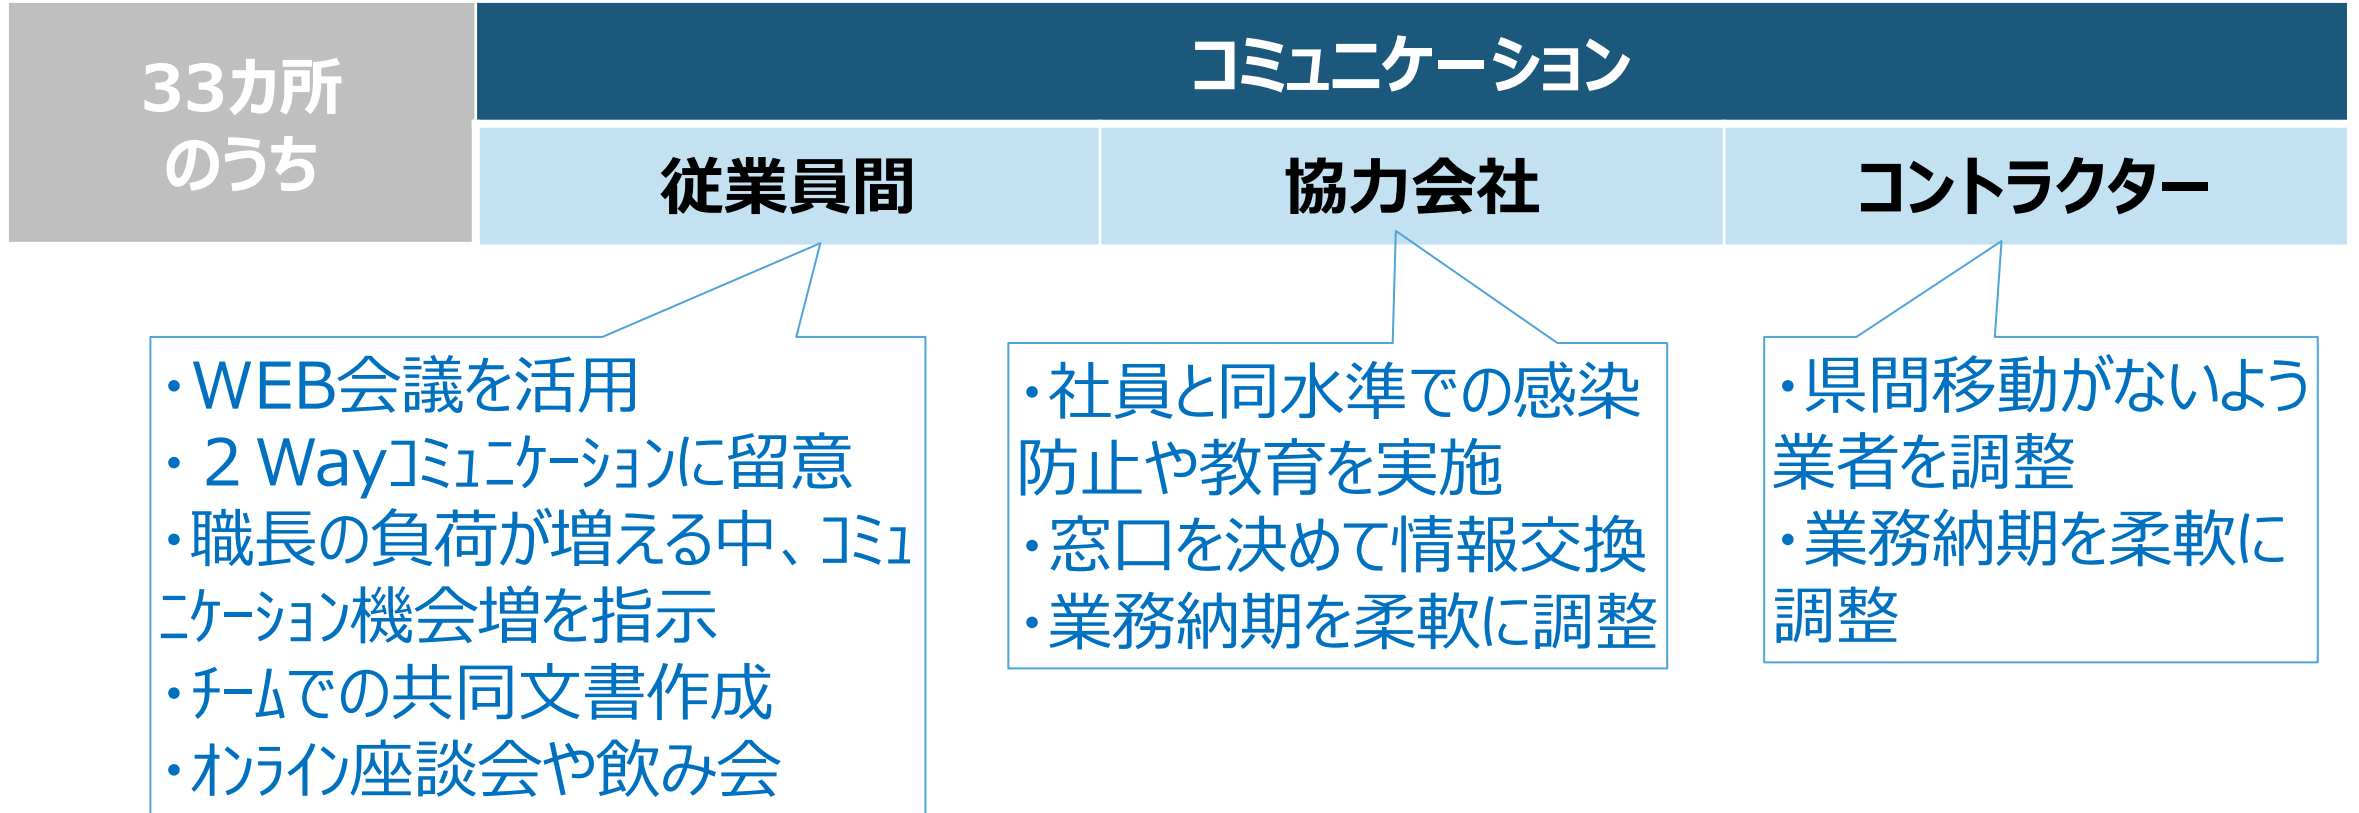 33カ所
のうち
コミュニケーション
従業員間
協力会社
コントラクター
・WEB会議を活用
・２Wayｺﾐｭﾆｹｰｼｮﾝに留意
・職長の負荷が増える中、ｺﾐｭ
ﾆｹｰｼｮﾝ機会増を指示
・ﾁｰﾑでの共同文書作成
・ｵﾝﾗｲﾝ座談会や飲み会
・社員と同水準での感染
防止や教育を実施
・窓口を決めて情報交換
・業務納期を柔軟に調整
・県間移動がないよう
業者を調整
・業務納期を柔軟に
調整